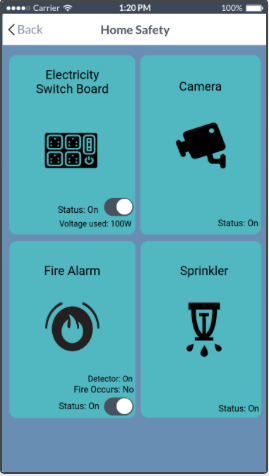 Carrier 1:20 PM 100%
Back Home Safety
Electricity
Switch Board
Status: On
Voltage used: 100W
Camera
Status: On
Fire Alarm
Detector: On
Fire Occurs: No
Status: On
Sprinkler
Status: On